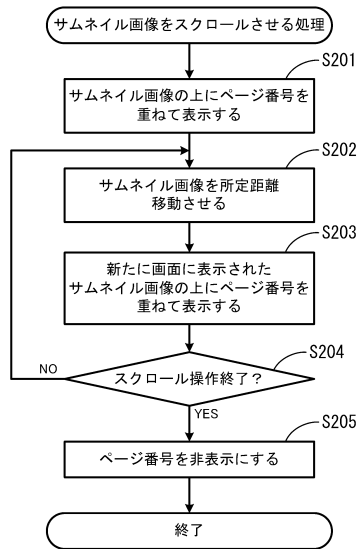 サムネイル画像をスクロールさせる処理
S201
サムネイル画像の上にページ番号を
重ねて表示する
S202
サムネイル画像を所定距離
移動させる
S203
新たに画面に表示された
サムネイル画像の上にページ番号を
重ねて表示する
S204
スクロール操作終了？
NO
YES
S205
ページ番号を非表示にする
終了